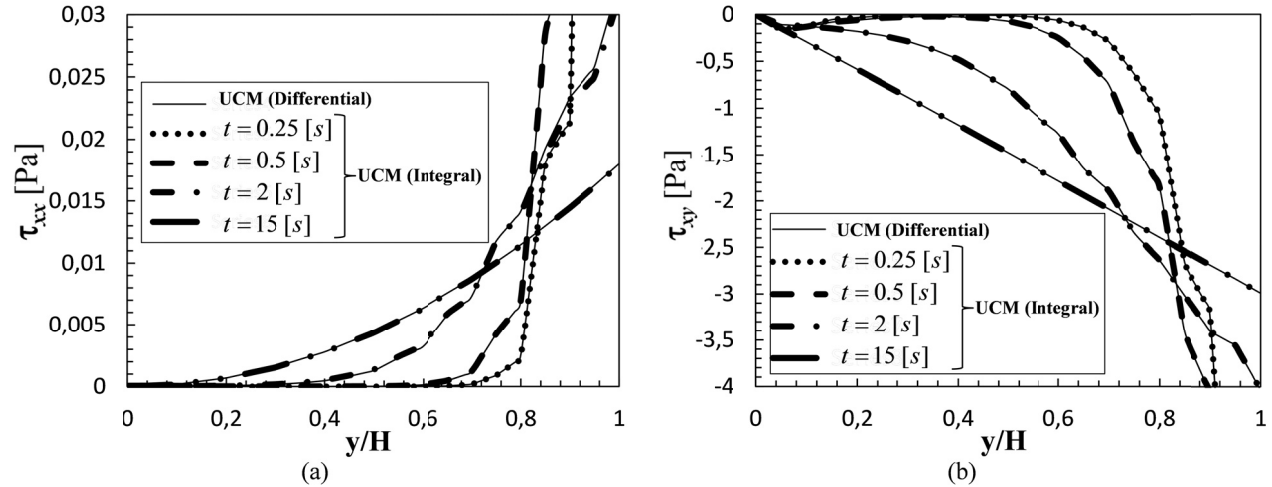 τxx [Pa]
0,03
0,025
0,02
0,015
0,01
0,005
0
UCM (Differential)
t = 0.25 [s]
t = 0.5 [s]
t = 2 [s]
t = 15 [s]
UCM (Integral)
0 0,2 0,4 0,6 0,8 1
y/H
(a)
τxy [Pa]
0
-0,5
-1
-1,5
-2
-2,5
-3
-3,5
-4
UCM (Differential)
t = 0.25 [s]
t = 0.5 [s]
t = 2 [s]
t = 15 [s]
UCM (Integral)
0 0,2 0,4 0,6 0,8 1
y/H
(b)